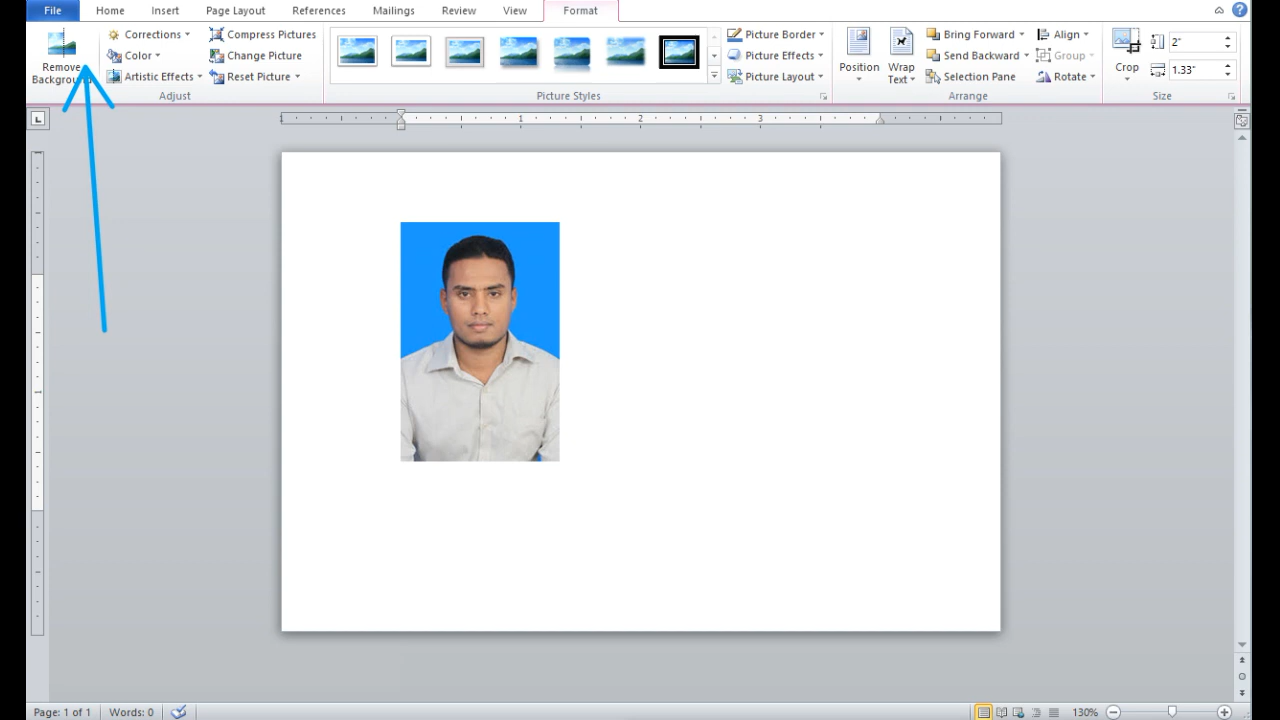 File Home Insert Page Layout References Mailings Review View Format
Remove Background
Corrections
Color
Artistic Effects
Compress Pictures
Change Picture
Reset Picture
Adjust
Picture Border
Picture Effects
Picture Layout
Picture Styles
Position
Wrap Text
Bring Forward
Send Backward
Selection Pane
Align
Group
Rotate
Arrange
Crop
2"
1.33"
Size
1 1 2 3
Page: 1 of 1 Words: 0 130%